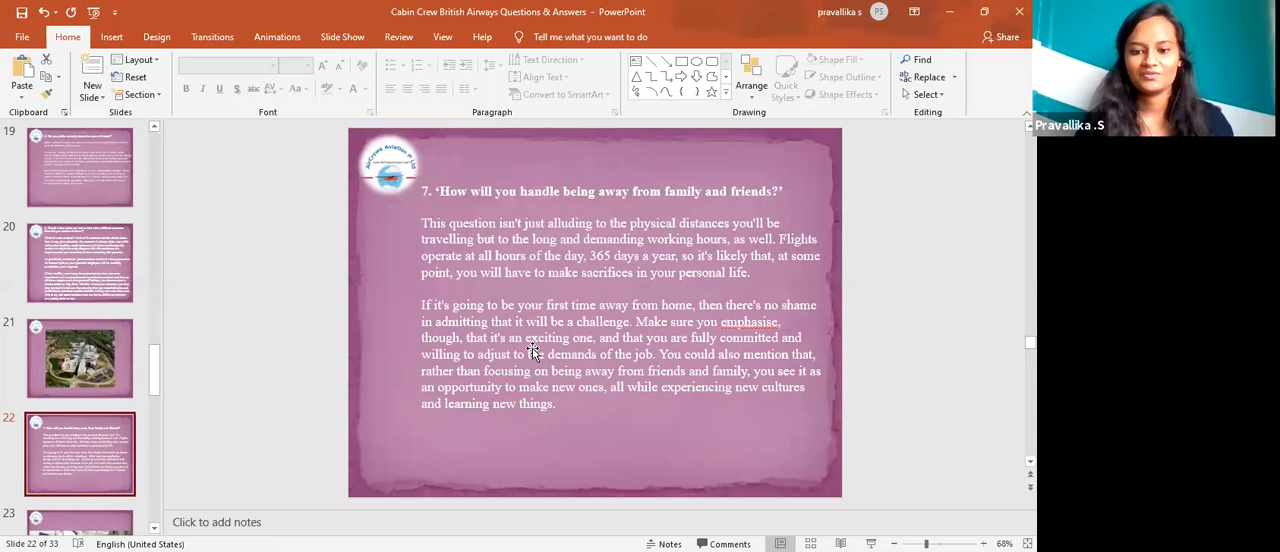 Cabin Crew British Airways Questions & Answers - PowerPoint
pravallika s
PS
File
Home
Insert
Design
Transitions
Animations
Slide Show
Review
View
Help
Tell me what you want to do
Share
Paste
Clipboard
New
Slide
Layout
Reset
Section
Slides
B I U S abc AV Aa A
Font
Text Direction
Align Text
Convert to SmartArt
Paragraph
Arrange
Quick
Styles
Shape Fill
Shape Outline
Shape Effects
Drawing
Find
Replace
Select
Editing
Pravallika .S
19
20
21
22
23
AirCrews Aviation P Ltd
7. ‘How will you handle being away from family and friends?’
This question isn't just alluding to the physical distances you'll be
travelling but to the long and demanding working hours, as well. Flights
operate at all hours of the day, 365 days a year, so it's likely that, at some
point, you will have to make sacrifices in your personal life.
If it's going to be your first time away from home, then there's no shame
in admitting that it will be a challenge. Make sure you emphasise,
though, that it's an exciting one, and that you are fully committed and
willing to adjust to the demands of the job. You could also mention that,
rather than focusing on being away from friends and family, you see it as
an opportunity to make new ones, all while experiencing new cultures
and learning new things.
Click to add notes
Slide 22 of 33
English (United States)
Notes
Comments
68%